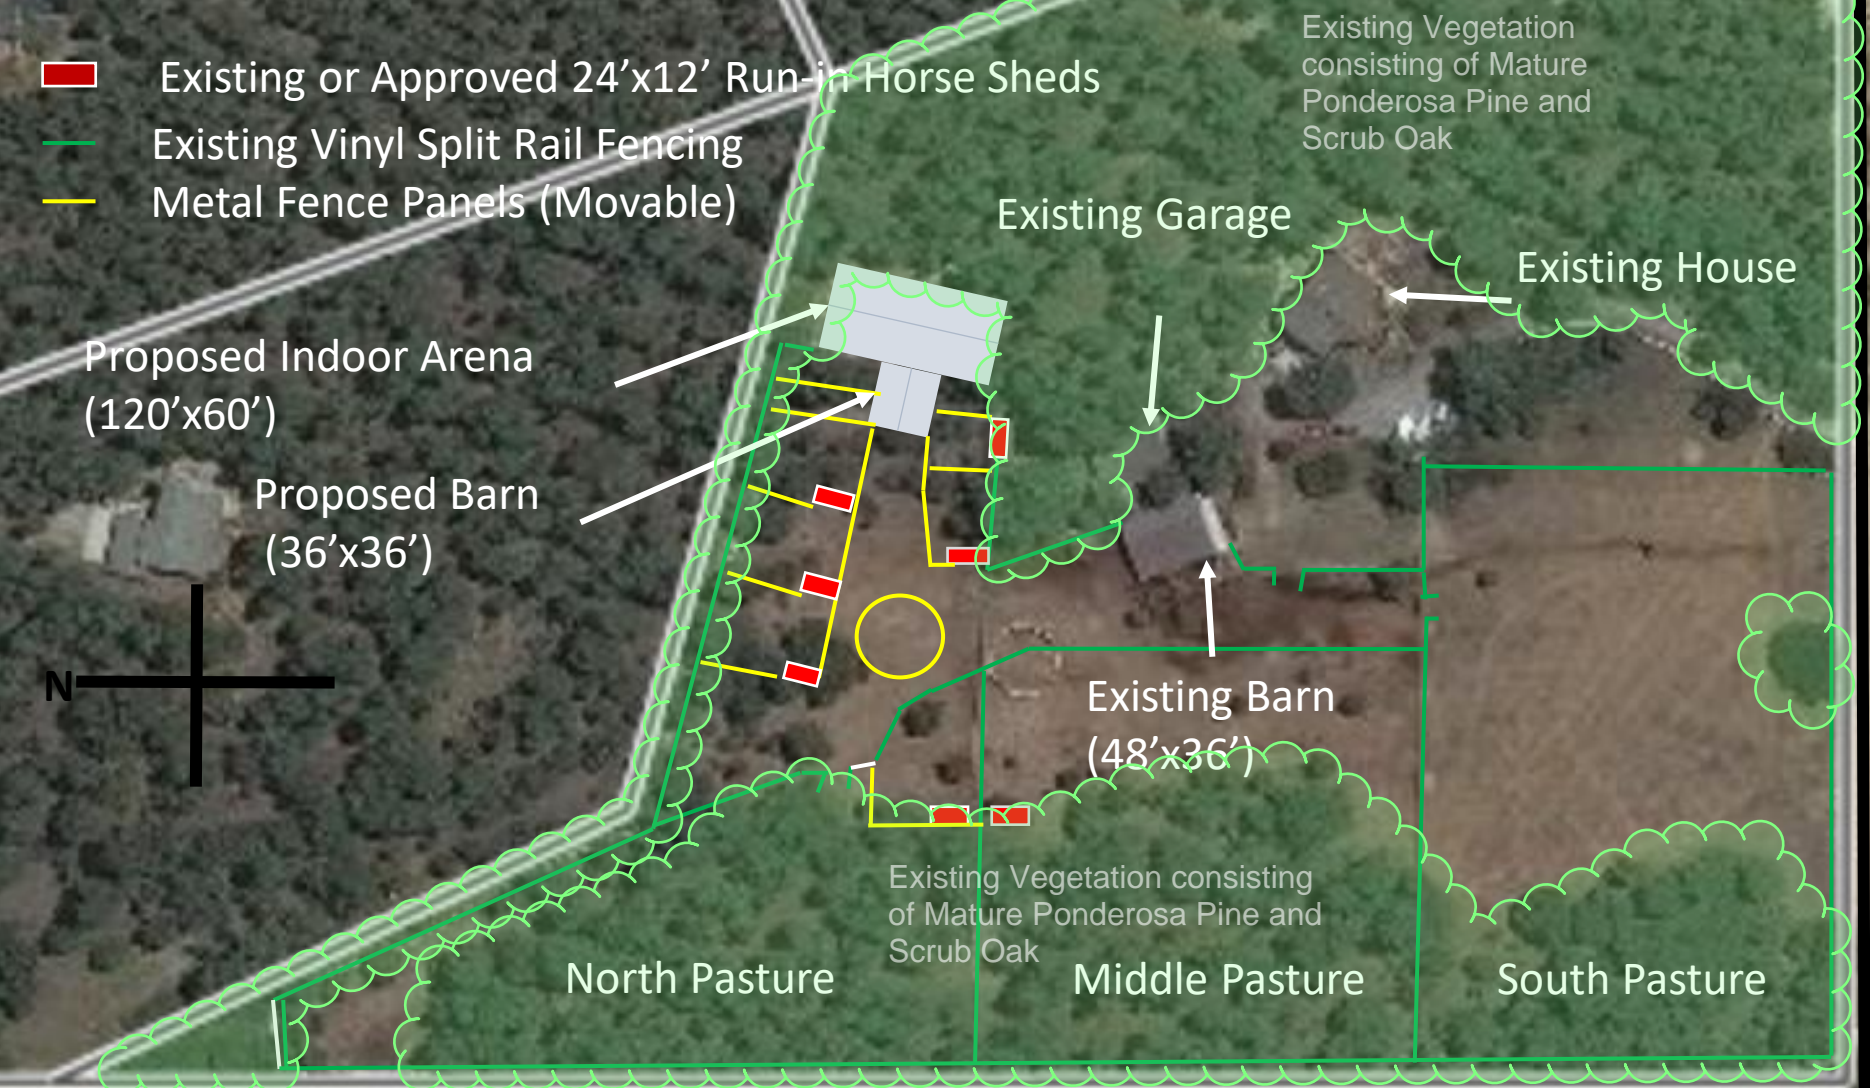 Existing or Approved 24’x12’ Run-in Horse Sheds
Existing Vinyl Split Rail Fencing
Metal Fence Panels (Movable)
Existing Vegetation
consisting of Mature
Ponderosa Pine and
Scrub Oak
Existing Garage
Existing House
Proposed Indoor Arena
(120’x60’)
Proposed Barn
(36’x36’)
N
Existing Barn
(48’x36’)
Existing Vegetation consisting
of Mature Ponderosa Pine and
Scrub Oak
North Pasture
Middle Pasture
South Pasture